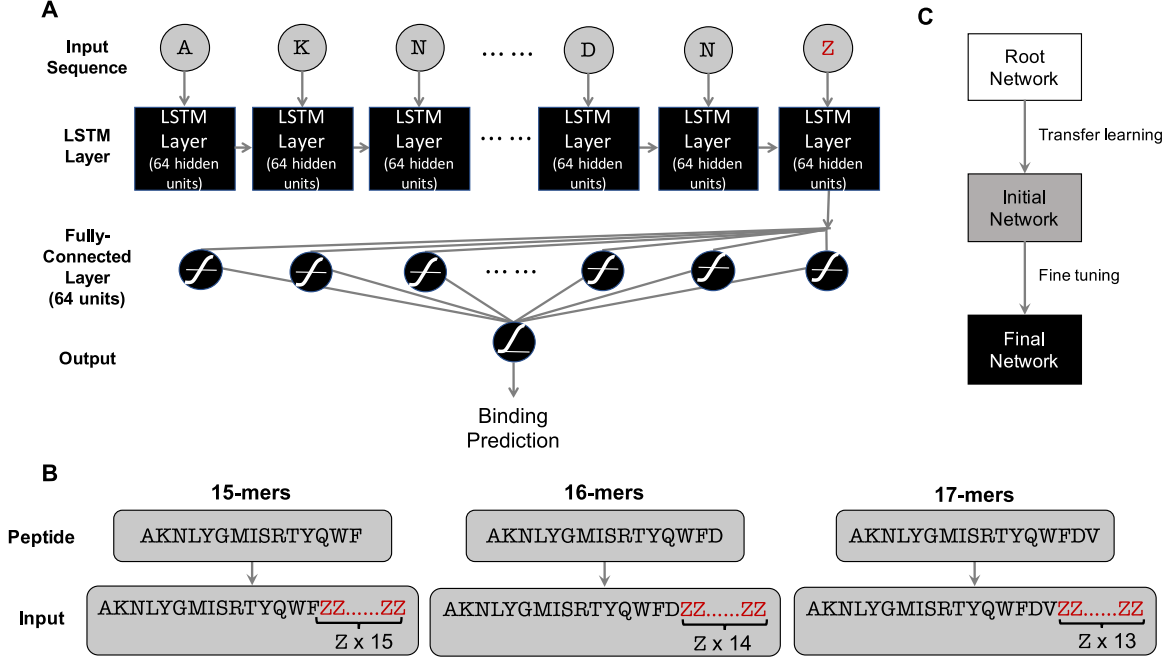 A
Input
Sequence
A K N …… D N Z
LSTM
Layer
LSTM
Layer
(64 hidden
units)
LSTM
Layer
(64 hidden
units)
LSTM
Layer
(64 hidden
units)
……
LSTM
Layer
(64 hidden
units)
LSTM
Layer
(64 hidden
units)
LSTM
Layer
(64 hidden
units)
Fully-
Connected
Layer
(64 units)
……
Output
Binding
Prediction
C
Root
Network
Transfer learning
Initial
Network
Fine tuning
Final
Network
B
15-mers
16-mers
17-mers
Peptide
AKNLYGMISRTYQWF
AKNLYGMISRTYQWFD
AKNLYGMISRTYQWFDV
Input
AKNLYGMISRTYQWFZZ......ZZ
Z x 15
AKNLYGMISRTYQWFDZZ......ZZ
Z x 14
AKNLYGMISRTYQWFDVZZ......ZZ
Z x 13